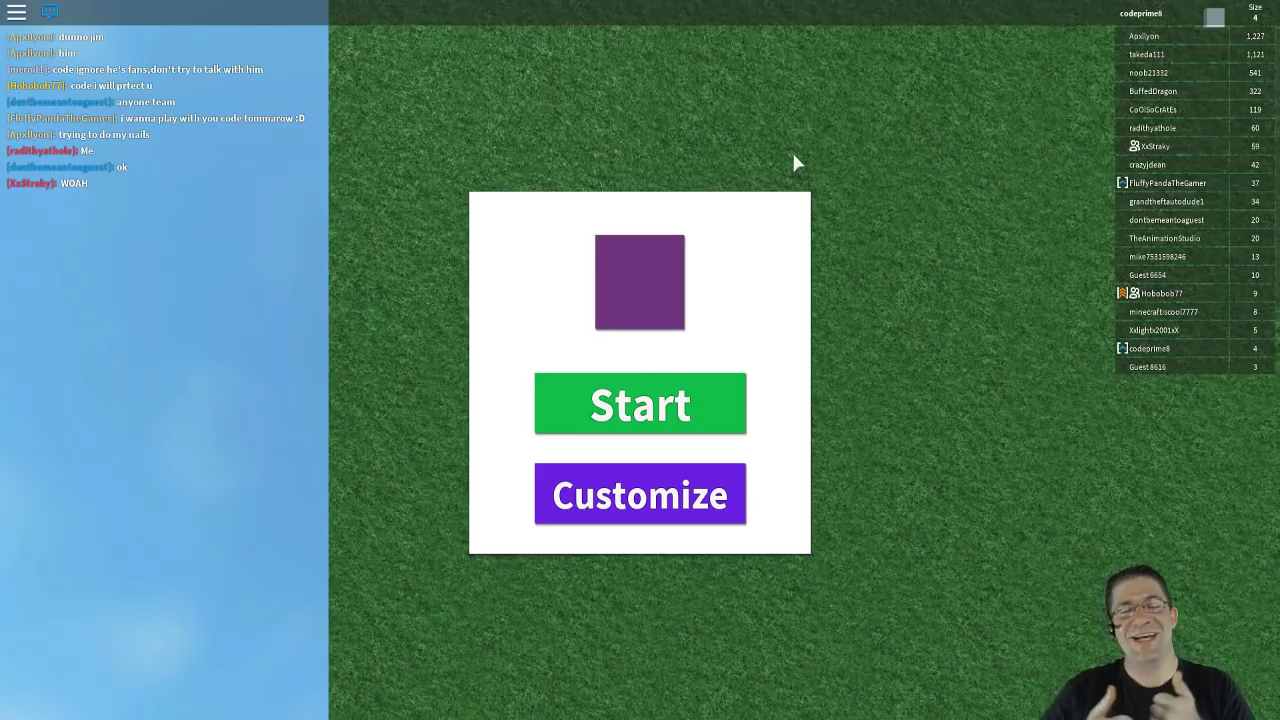 [Apxllyon]: dunno jim
[Apxllyon]: him
[mcrod1]: code ignore he's fans,don't try to talk with him
[Hobobob77]: code i will prtect u
[dontbemeantoaguest]: anyone team
[FluffyPandaTheGamer]: i wanna play with you code tommarow :D
[Apxllyon]: trying to do my nails
[radithyathole]: Me
[dontbemeantoaguest]: ok
[XxStraky]: WOAH
Start
Customize
codeprime8 Size 4
Apxllyon 1,227
takeda111 1,121
noob21332 541
BuffedDragon 322
CoOlSoCrAtEs 119
radithyathole 60
XxStraky 59
crazyjdean 42
FluffyPandaTheGamer 37
grandtheftautodude1 34
dontbemeantoaguest 20
TheAnimationStudio 20
mike7531598246 13
Guest 6654 10
Hobobob77 9
minecraftiscool7777 8
Xxlightx2001xX 5
codeprime8 4
Guest 8616 3